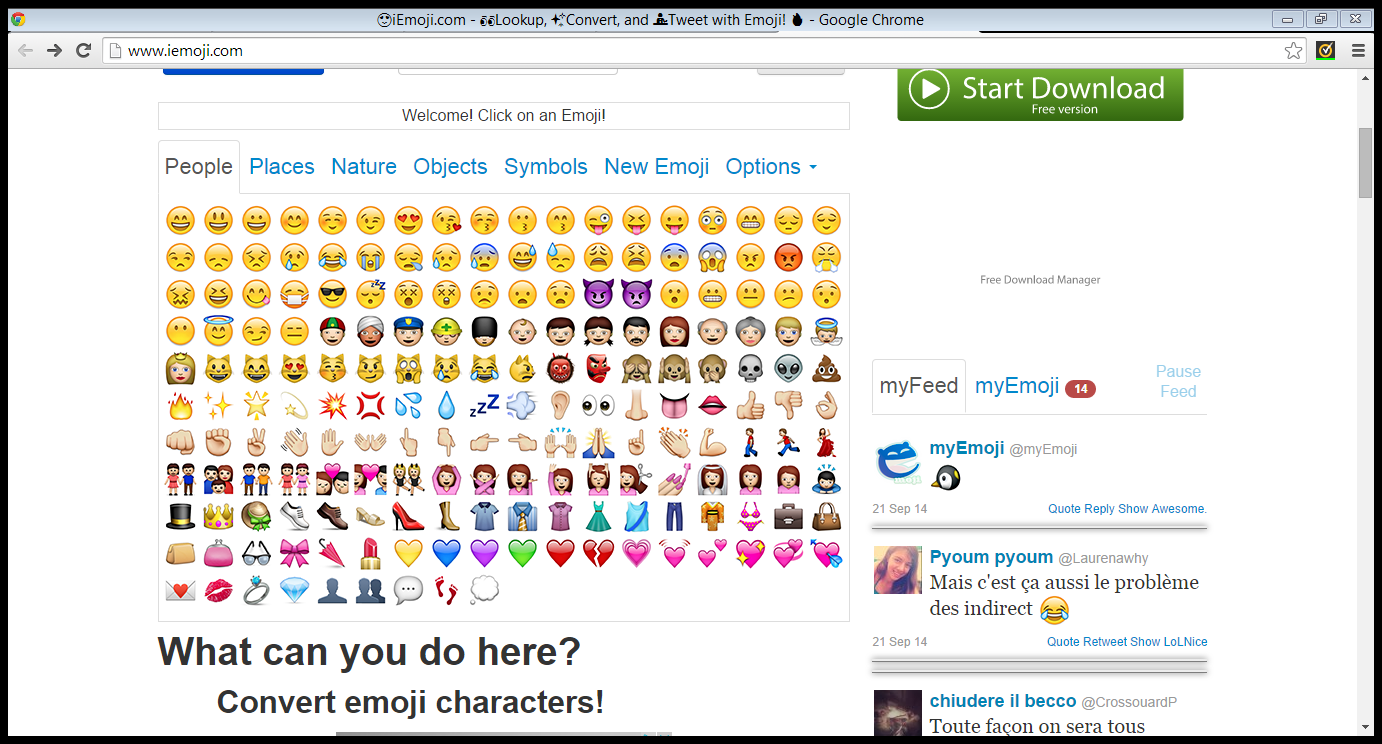 iEmoji.com - Lookup, Convert, and Tweet with Emoji! - Google Chrome
www.iemoji.com
Start Download
Free version
Welcome! Click on an Emoji!
People Places Nature Objects Symbols New Emoji Options
Free Download Manager
myFeed myEmoji 14 Pause
Feed
myEmoji @myEmoji
21 Sep 14 Quote Reply Show Awesome.
Pyoum pyoum @Laurenawhy
Mais c'est ça aussi le problème
des indirect
21 Sep 14 Quote Retweet Show LoLNice
What can you do here?
Convert emoji characters!
chiudere il becco @CrossouardP
Toute façon on sera tous